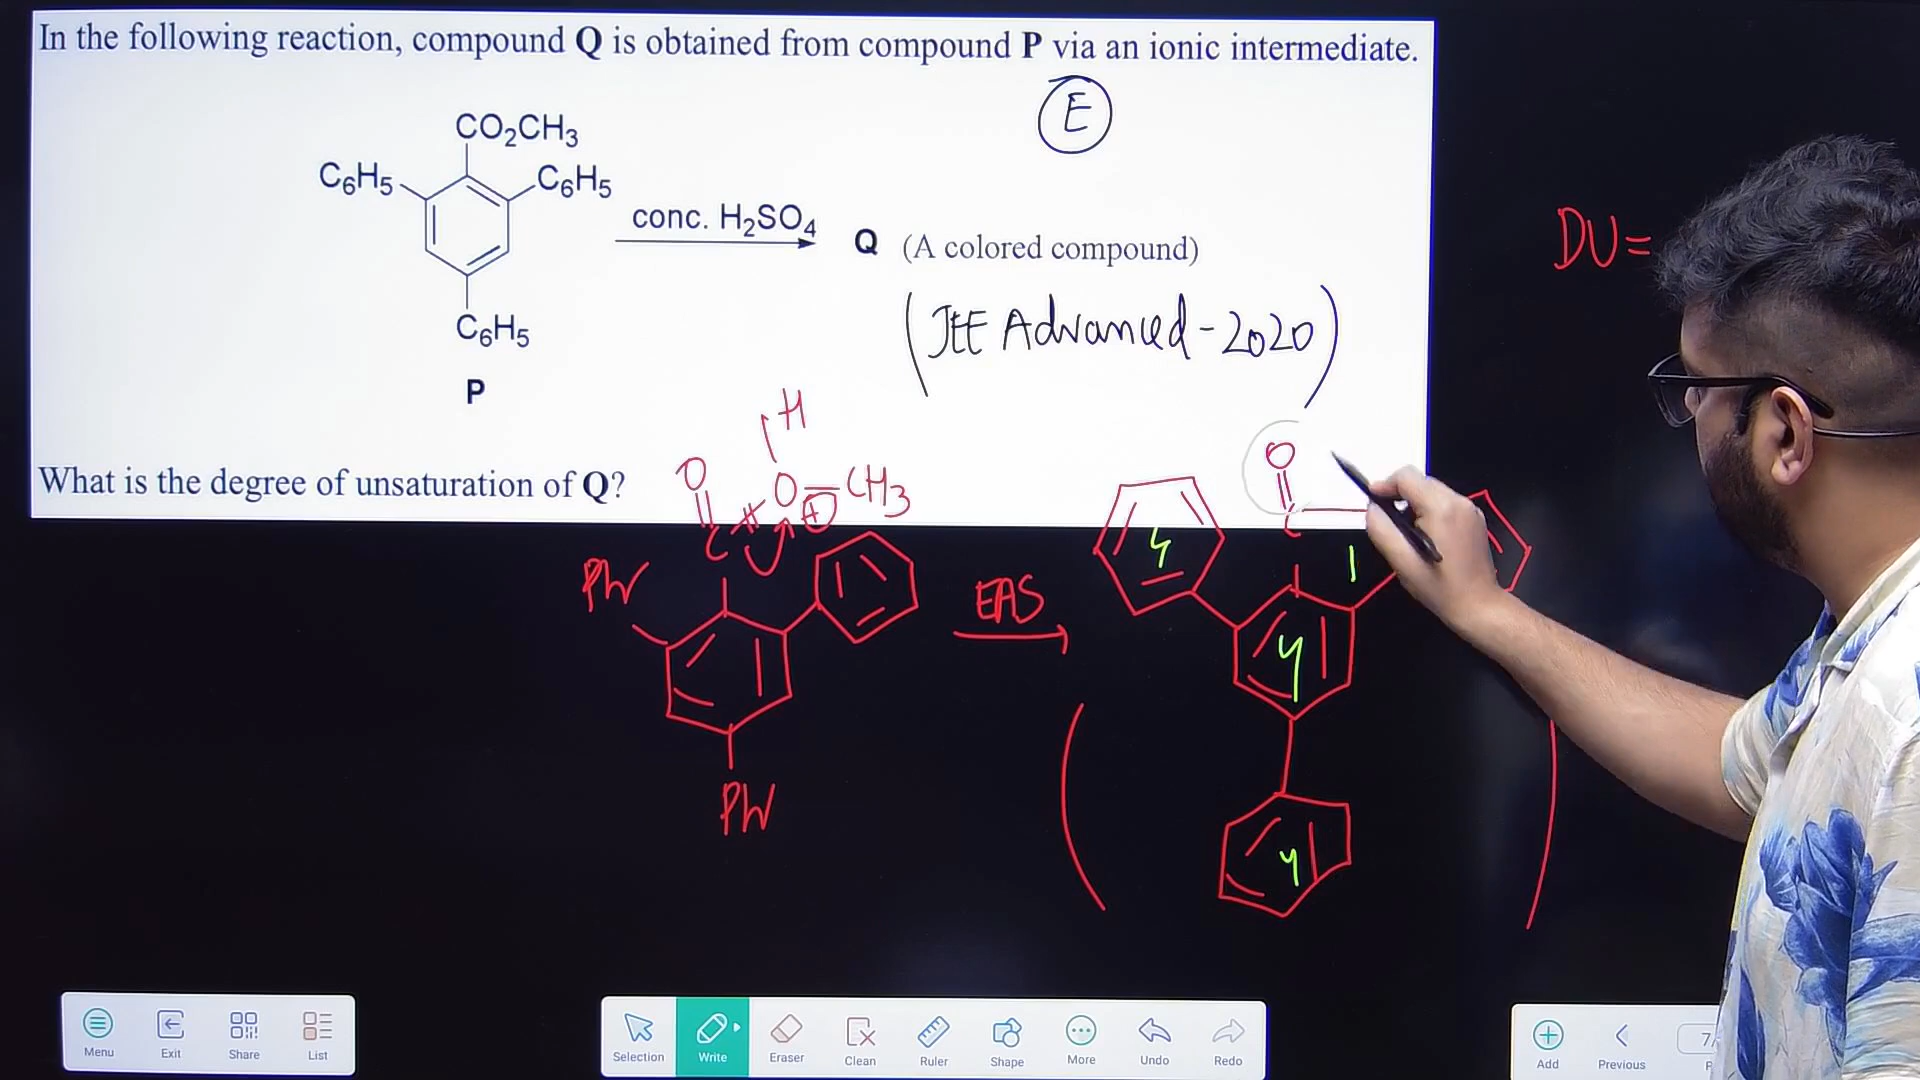 In the following reaction, compound Q is obtained from compound P via an ionic intermediate.
E
CO₂CH₃
C₆H₅
C₆H₅
conc. H₂SO₄
Q (A colored compound)
DU=
(JEE Advanced-2020)
C₆H₅
P
H
O
O
What is the degree of unsaturation of Q?
O-CH₃
+
C
C
4
1
Ph
EAS
4
Ph
4
Menu
Exit
Share
List
Selection
Write
Eraser
Clean
Ruler
Shape
More
Undo
Redo
Add
Previous
7/